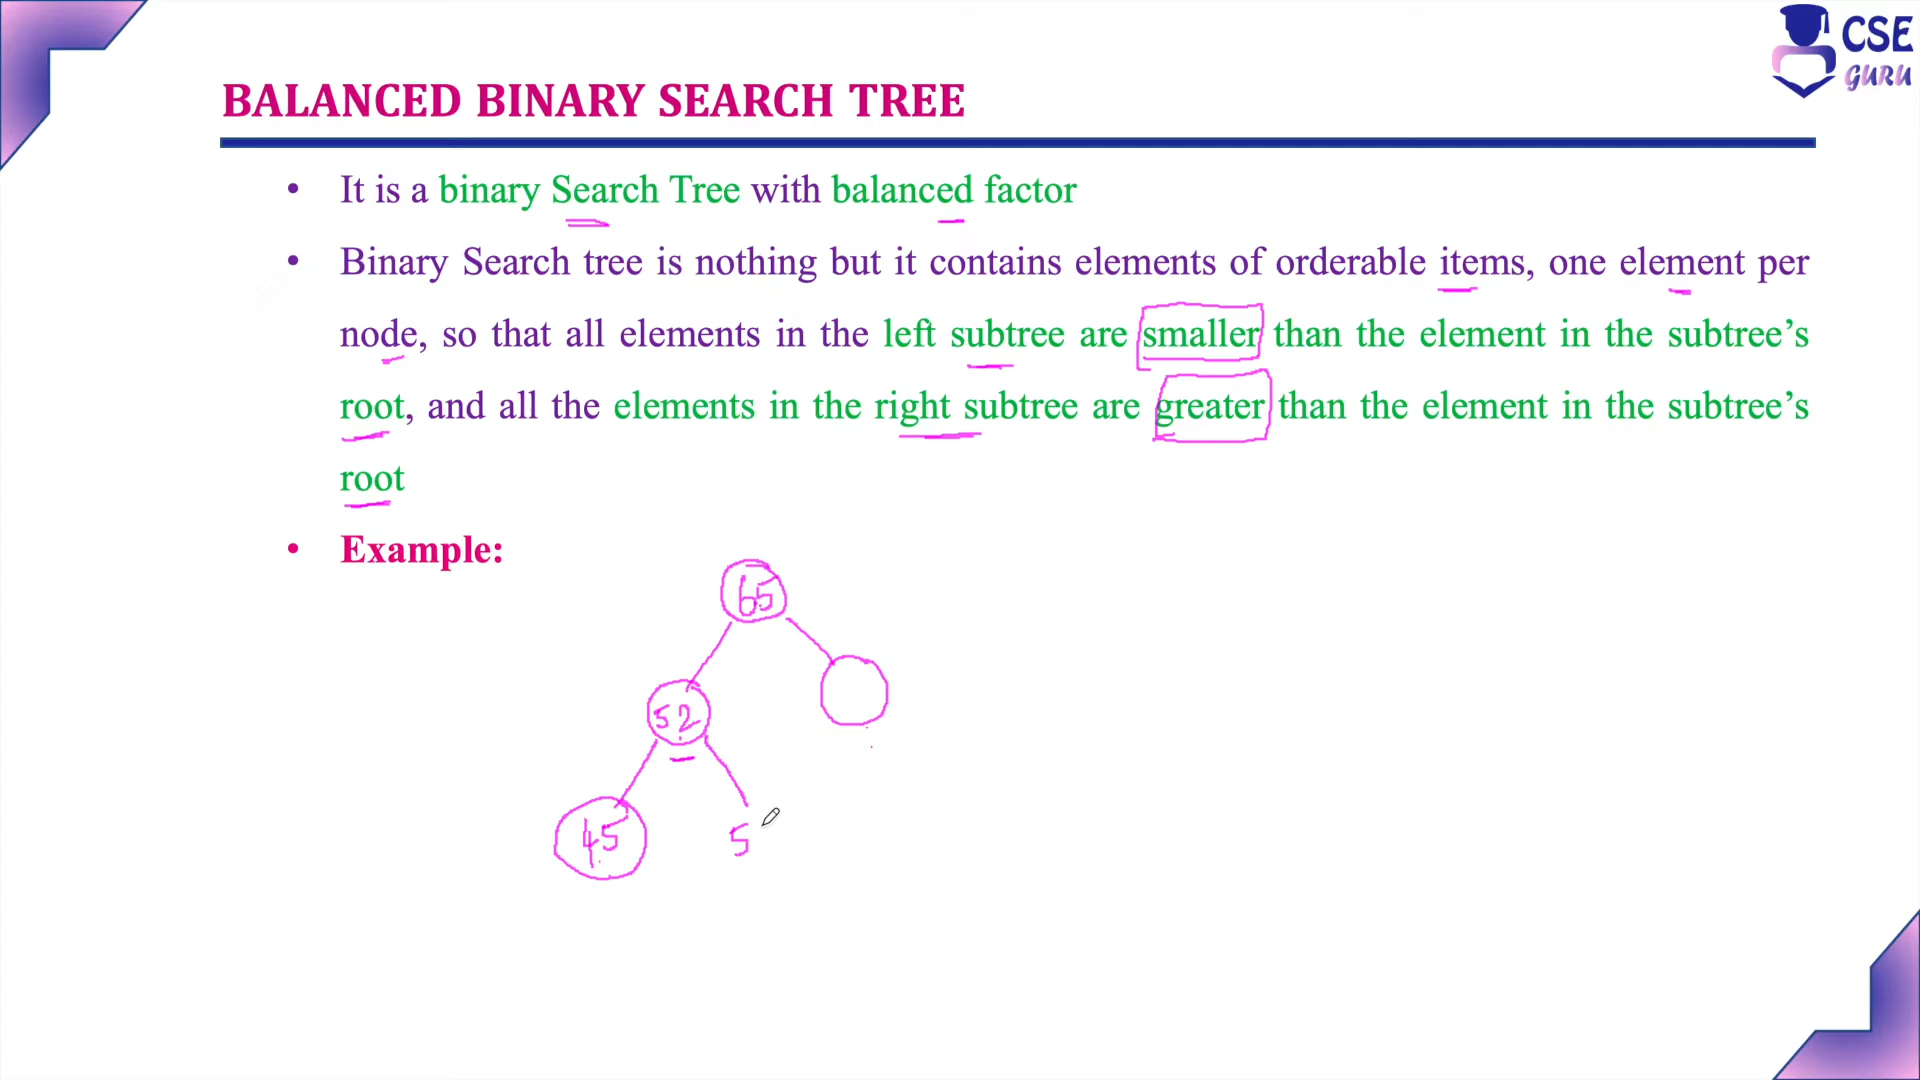 CSE
GURU
BALANCED BINARY SEARCH TREE
• It is a binary Search Tree with balanced factor
• Binary Search tree is nothing but it contains elements of orderable items, one element per
node, so that all elements in the left subtree are smaller than the element in the subtree’s
root, and all the elements in the right subtree are greater than the element in the subtree’s
root
• Example:
65
52
45
5